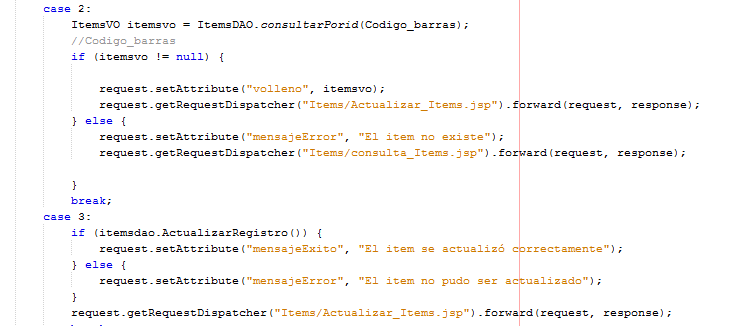 case 2:
ItemsVO itemsvo = ItemsDAO.consultarPorid(Codigo_barras);
//Codigo_barras
if (itemsvo != null) {
request.setAttribute("volleno", itemsvo);
request.getRequestDispatcher("Items/Actualizar_Items.jsp").forward(request, response);
} else {
request.setAttribute("mensajeError", "El item no existe");
request.getRequestDispatcher("Items/consulta_Items.jsp").forward(request, response);
}
break;
case 3:
if (itemsdao.ActualizarRegistro()) {
request.setAttribute("mensajeExito", "El item se actualizó correctamente");
} else {
request.setAttribute("mensajeError", "El item no pudo ser actualizado");
}
request.getRequestDispatcher("Items/Actualizar_Items.jsp").forward(request, response);